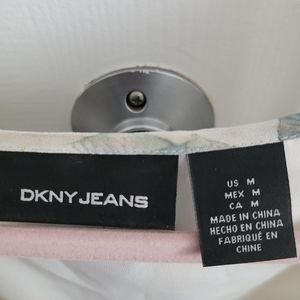 DKNY JEANS
US M
MEX M
CA M
MADE IN CHINA
HECHO EN CHINA
FABRIQUÉ EN
CHINE